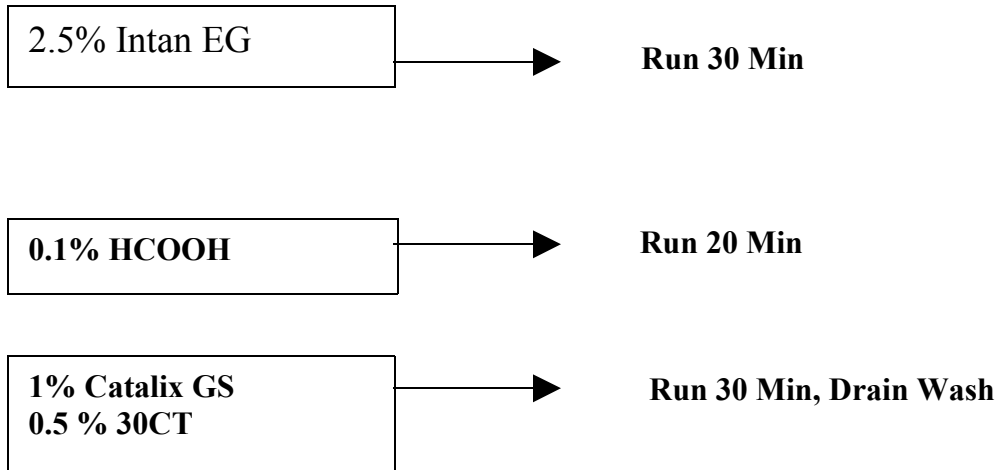 2.5% Intan EG
Run 30 Min
0.1% HCOOH
Run 20 Min
1% Catalix GS
0.5 % 30CT
Run 30 Min, Drain Wash